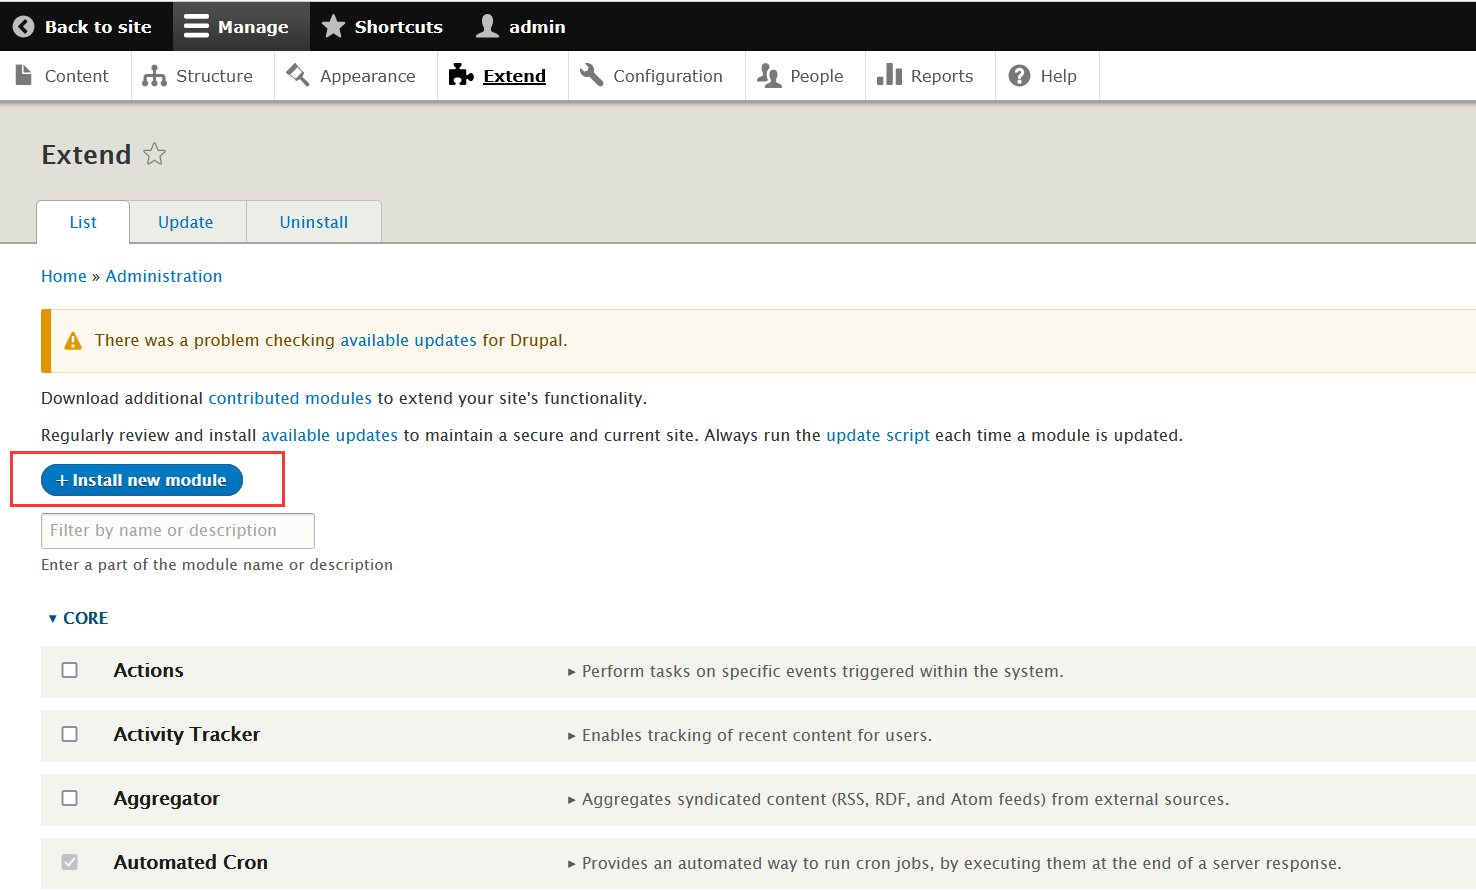 Back to site Manage Shortcuts admin
Content Structure Appearance Extend Configuration People Reports Help
Extend
List Update Uninstall
Home » Administration
There was a problem checking available updates for Drupal.
Download additional contributed modules to extend your site's functionality.
Regularly review and install available updates to maintain a secure and current site. Always run the update script each time a module is updated.
+ Install new module
Filter by name or description
Enter a part of the module name or description
▾ CORE
Actions ▸ Perform tasks on specific events triggered within the system.
Activity Tracker ▸ Enables tracking of recent content for users.
Aggregator ▸ Aggregates syndicated content (RSS, RDF, and Atom feeds) from external sources.
Automated Cron ▸ Provides an automated way to run cron jobs, by executing them at the end of a server response.